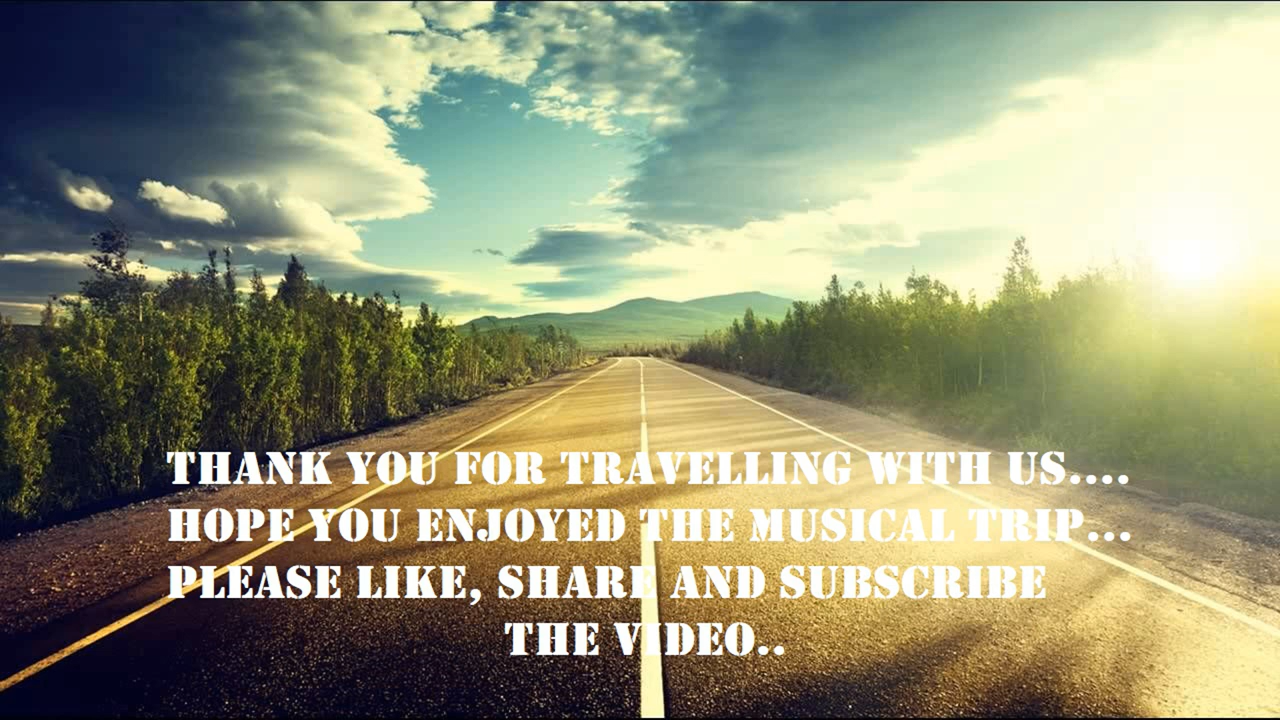 THANK YOU FOR TRAVELLING WITH US....
HOPE YOU ENJOYED THE MUSICAL TRIP...
PLEASE LIKE, SHARE AND SUBSCRIBE
THE VIDEO..